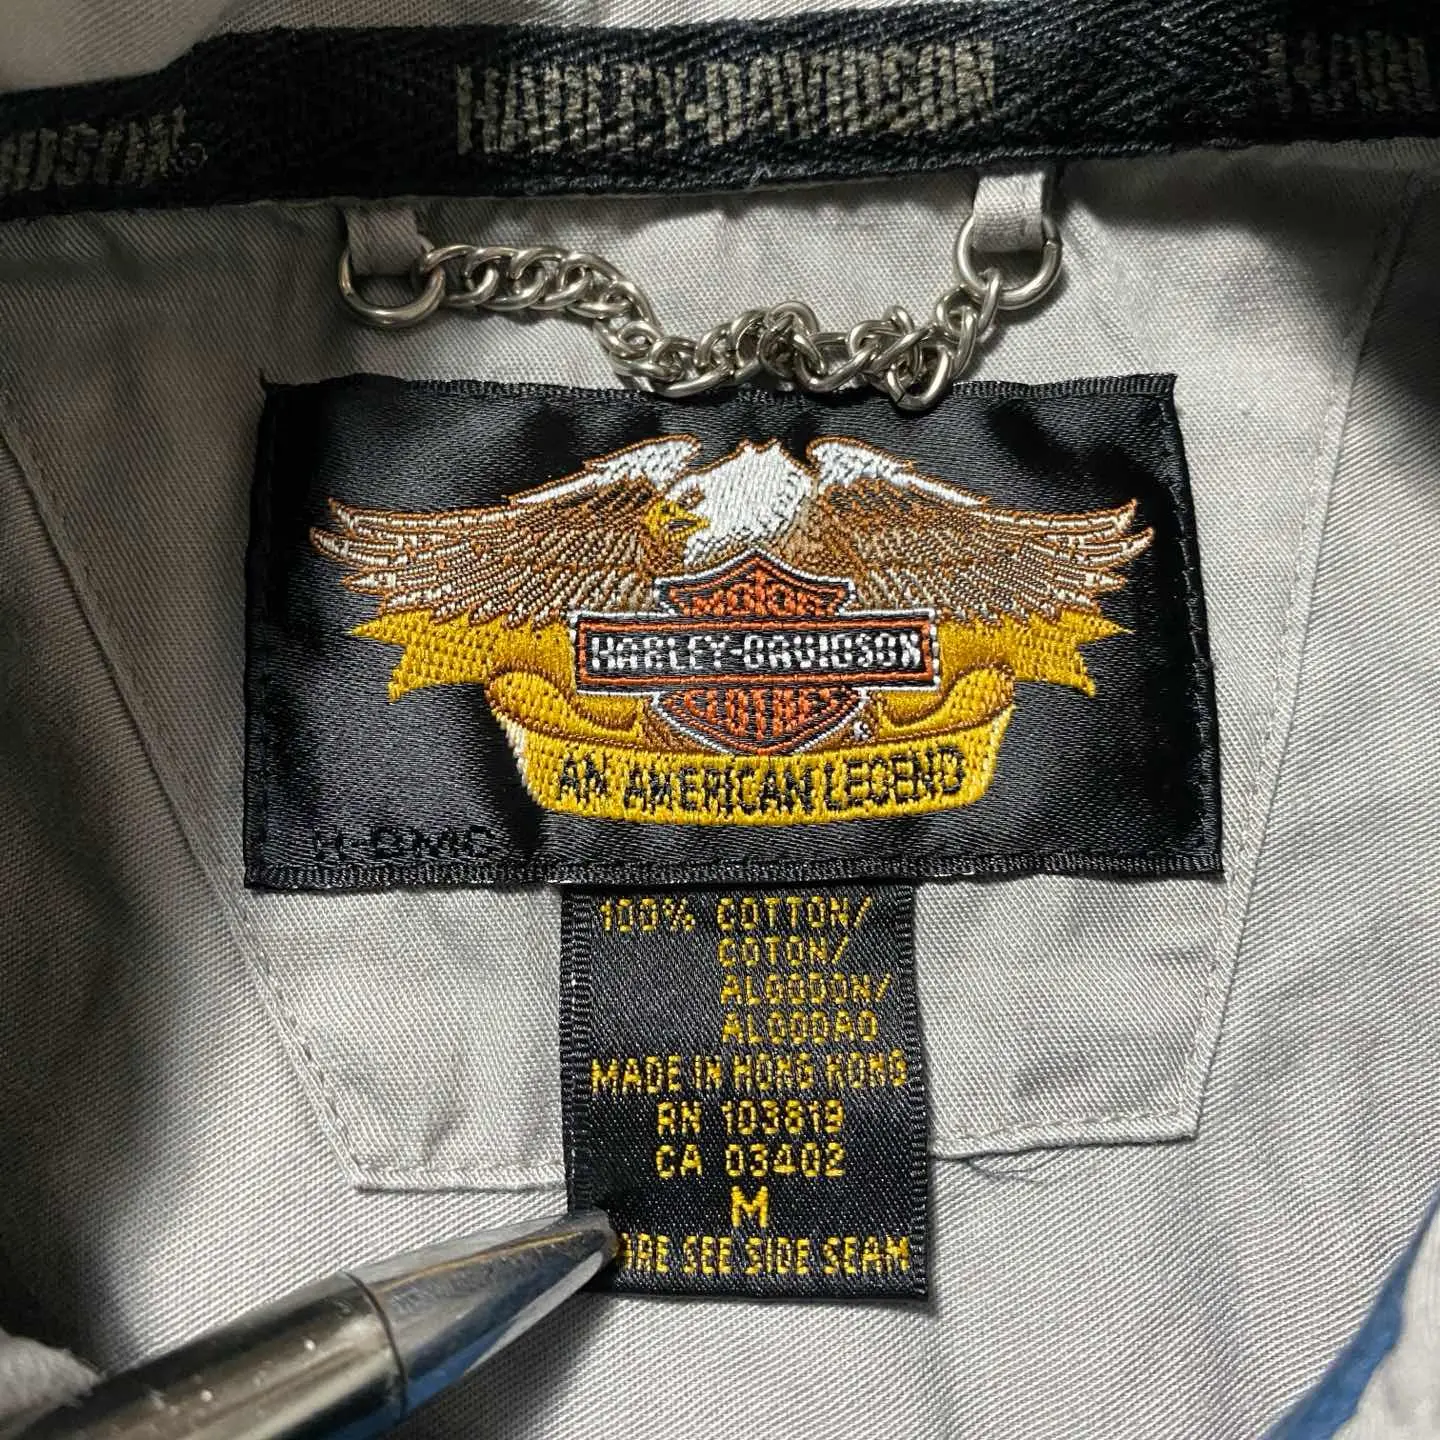 HARLEY-DAVIDSON
MOTOR
HARLEY-DAVIDSON
CLOTHES
AN AMERICAN LEGEND
H-DMC
100% COTTON/
COTON/
ALGODON/
ALGODAO
MADE IN HONG KONG
RN 103819
CA 03402
M
SEE SIDE SEAM